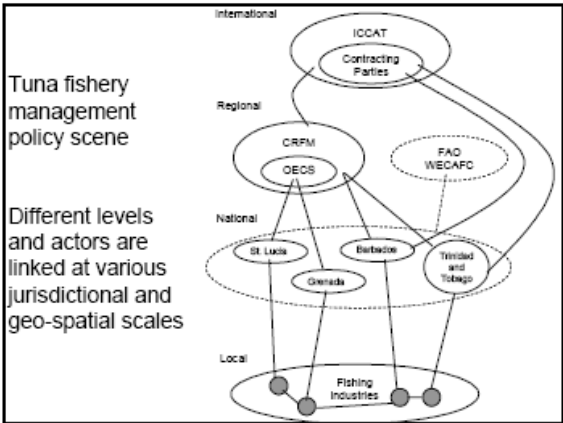 International
ICCAT
Contracting
Parties
Tuna fishery
management
policy scene
Regional
CRFM
OECS
FAO
WECAFC
Different levels
and actors are
linked at various
jurisdictional and
geo-spatial scales
National
St. Lucia
Barbados
Trinidad
and
Tobago
Grenada
Local
Fishing
Industries